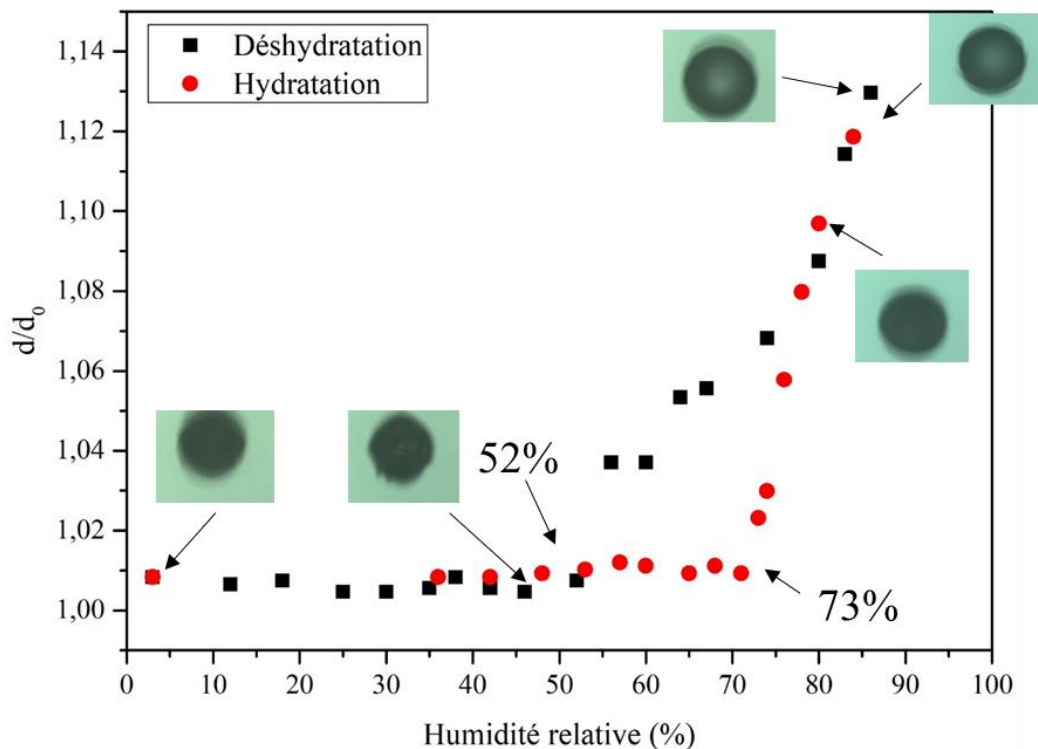 1,14
1,12
1,10
1,08
1,06
1,04
1,02
1,00
d/d0
Déshydratation
Hydratation
52%
73%
0 10 20 30 40 50 60 70 80 90 100
Humidité relative (%)